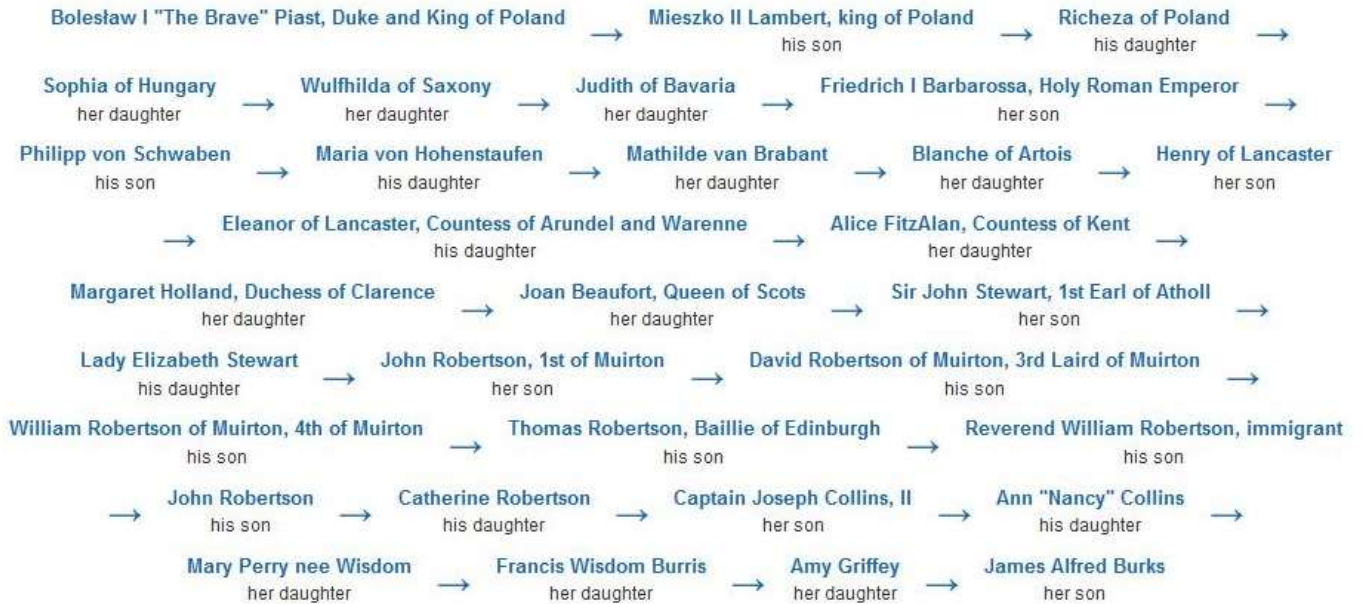 Bolesław I "The Brave" Piast, Duke and King of Poland → Mieszko II Lambert, king of Poland → Richeza of Poland →
his son his daughter
Sophia of Hungary → Wulfhilda of Saxony → Judith of Bavaria → Friedrich I Barbarossa, Holy Roman Emperor →
her daughter her daughter her daughter her son
Philipp von Schwaben → Maria von Hohenstaufen → Mathilde van Brabant → Blanche of Artois → Henry of Lancaster
his son his daughter her daughter her daughter her son
→ Eleanor of Lancaster, Countess of Arundel and Warenne → Alice FitzAlan, Countess of Kent →
his daughter her daughter
Margaret Holland, Duchess of Clarence → Joan Beaufort, Queen of Scots → Sir John Stewart, 1st Earl of Atholl →
her daughter her daughter her son
Lady Elizabeth Stewart → John Robertson, 1st of Muirton → David Robertson of Muirton, 3rd Laird of Muirton →
his daughter her son his son
William Robertson of Muirton, 4th of Muirton → Thomas Robertson, Baillie of Edinburgh → Reverend William Robertson, immigrant
his son his son his son
→ John Robertson → Catherine Robertson → Captain Joseph Collins, II → Ann "Nancy" Collins →
his son his daughter her son his daughter
Mary Perry nee Wisdom → Francis Wisdom Burris → Amy Griffey → James Alfred Burks
her daughter her daughter her daughter her son